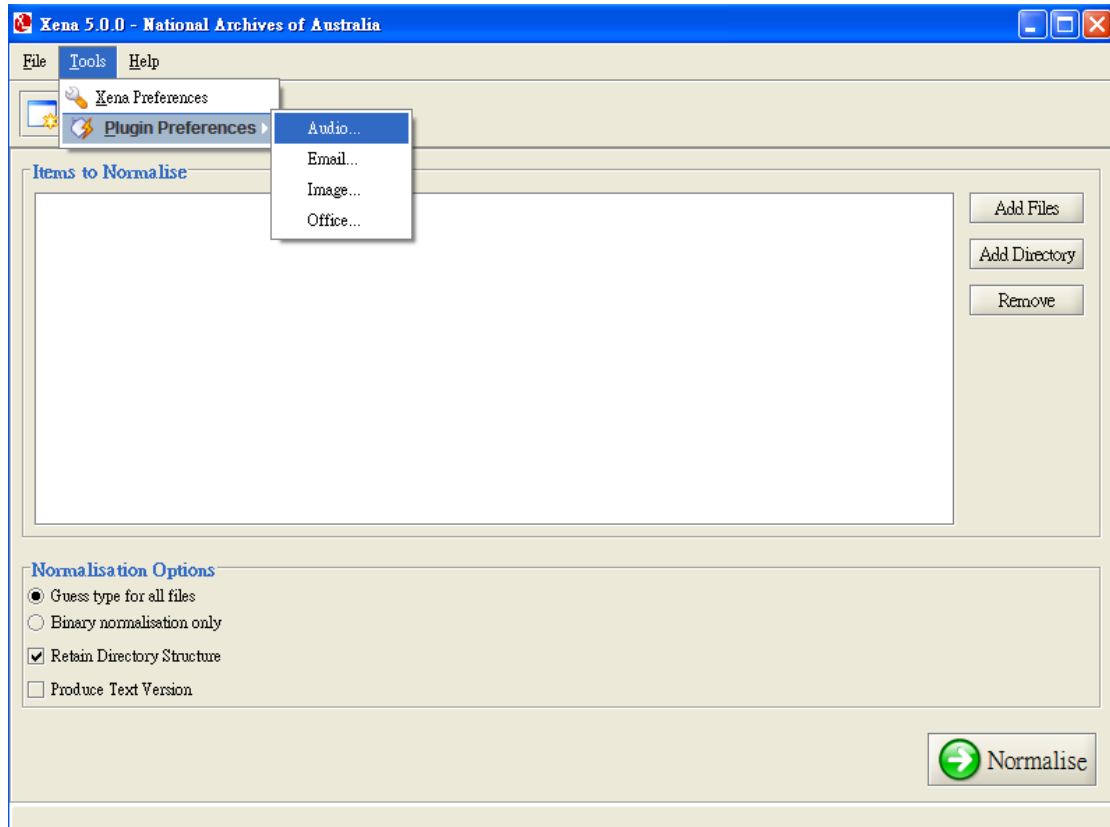 Xena 5.0.0 - National Archives of Australia
File Tools Help
Xena Preferences
Plugin Preferences
Audio...
Email...
Image...
Office...
Items to Normalise
Add Files
Add Directory
Remove
Normalisation Options
Guess type for all files
Binary normalisation only
Retain Directory Structure
Produce Text Version
Normalise